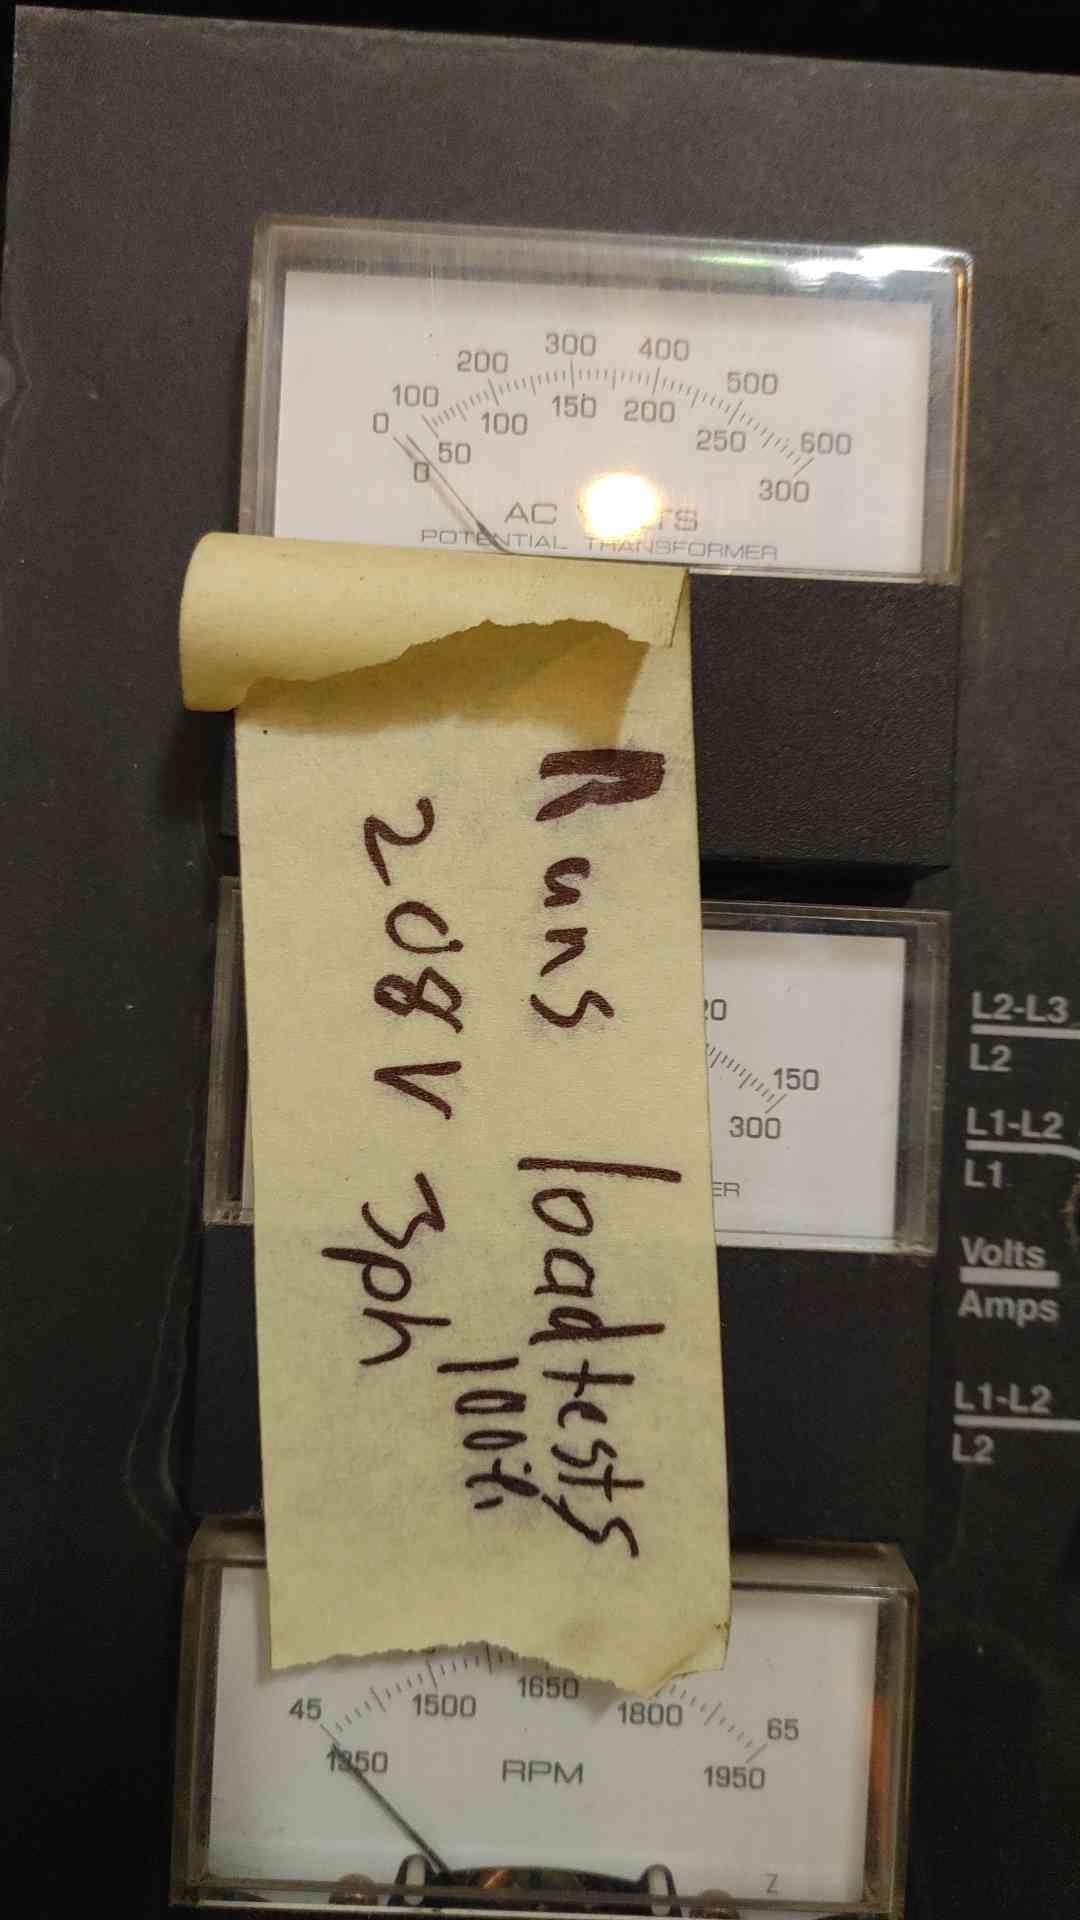 300
200 400
100 500
0 600
150
100 200
50 250
0 300
AC
POTENTIAL TRANSFORMER
Runs loadtests
100%
208V 3ph
150
300
L2-L3
L2
L1-L2
L1
Volts
Amps
L1-L2
L2
45 65
1350 1500 1650 1800 1950
RPM
Z